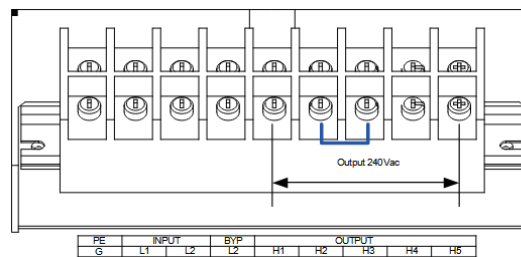 Output 240Vac
PE INPUT BYP OUTPUT
G L1 L2 L2 H1 H2 H3 H4 H5